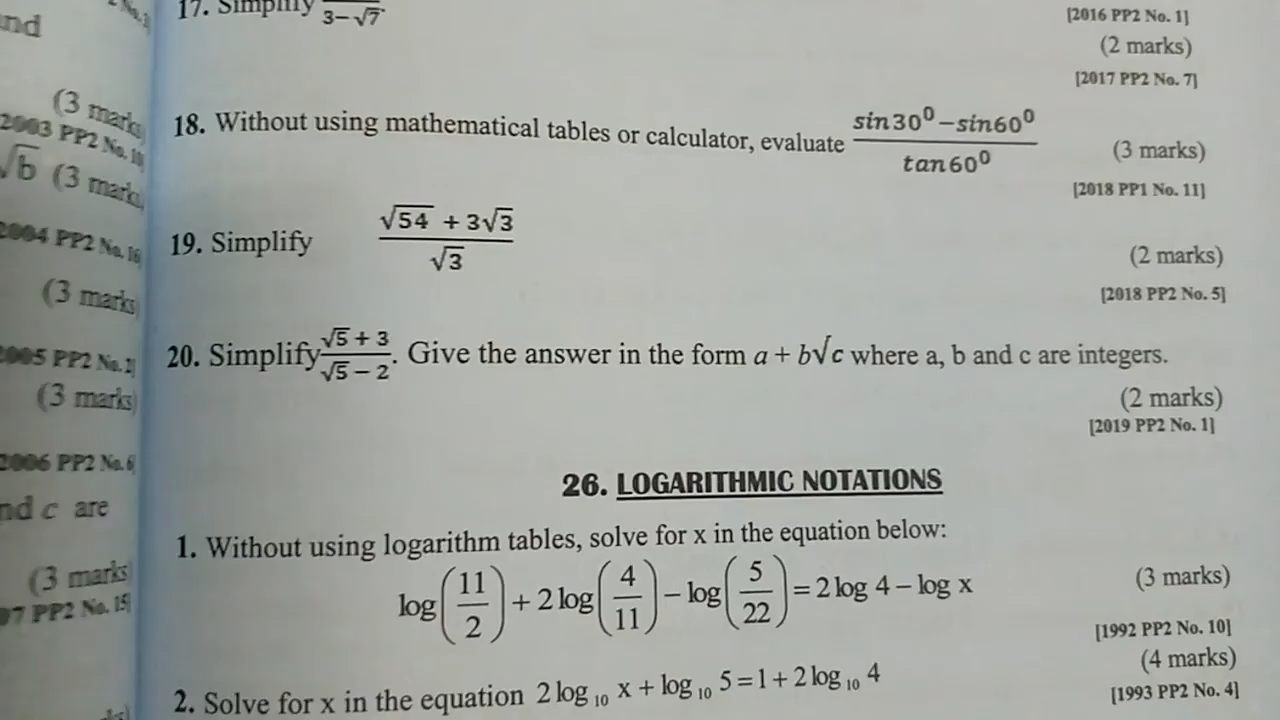 nd
(3 marks
2003 PP2 No. 10
√b (3 marks
2004 PP2 No. 16
(3 marks
2005 PP2 No.
(3 marks
2006 PP2 No. 6
nd c are
(3 marks
97 PP2 No. 15
17. Simplify 3−√7
[2016 PP2 No. 1]
(2 marks)
[2017 PP2 No. 7]
18. Without using mathematical tables or calculator, evaluate (sin30⁰ − sin60⁰) / tan60⁰ (3 marks)
[2018 PP1 No. 11]
19. Simplify (√54 + 3√3) / √3 (2 marks)
[2018 PP2 No. 5]
20. Simplify (√5 + 3) / (√5 − 2). Give the answer in the form a + b√c where a, b and c are integers.
(2 marks)
[2019 PP2 No. 1]
26. LOGARITHMIC NOTATIONS
1. Without using logarithm tables, solve for x in the equation below:
log(11/2) + 2 log(4/11) − log(5/22) = 2 log 4 − log x (3 marks)
[1992 PP2 No. 10]
(4 marks)
2. Solve for x in the equation 2 log₁₀ x + log₁₀ 5 = 1 + 2 log₁₀ 4
[1993 PP2 No. 4]